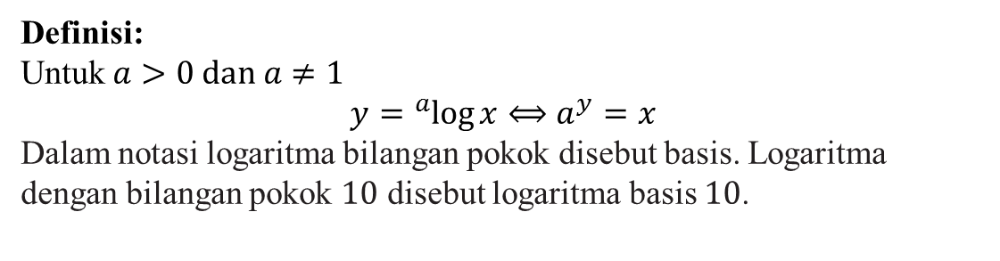 Definisi:
Untuk a > 0 dan a ≠ 1
y = ᵃlog x ⟺ aʸ = x
Dalam notasi logaritma bilangan pokok disebut basis. Logaritma
dengan bilangan pokok 10 disebut logaritma basis 10.